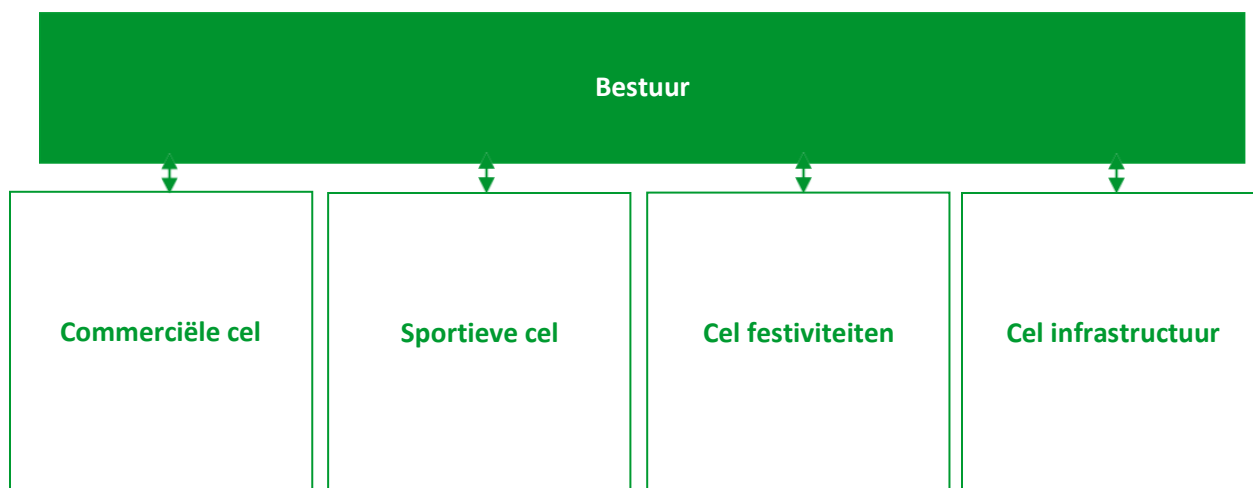 Bestuur
Commerciële cel
Sportieve cel
Cel festiviteiten
Cel infrastructuur